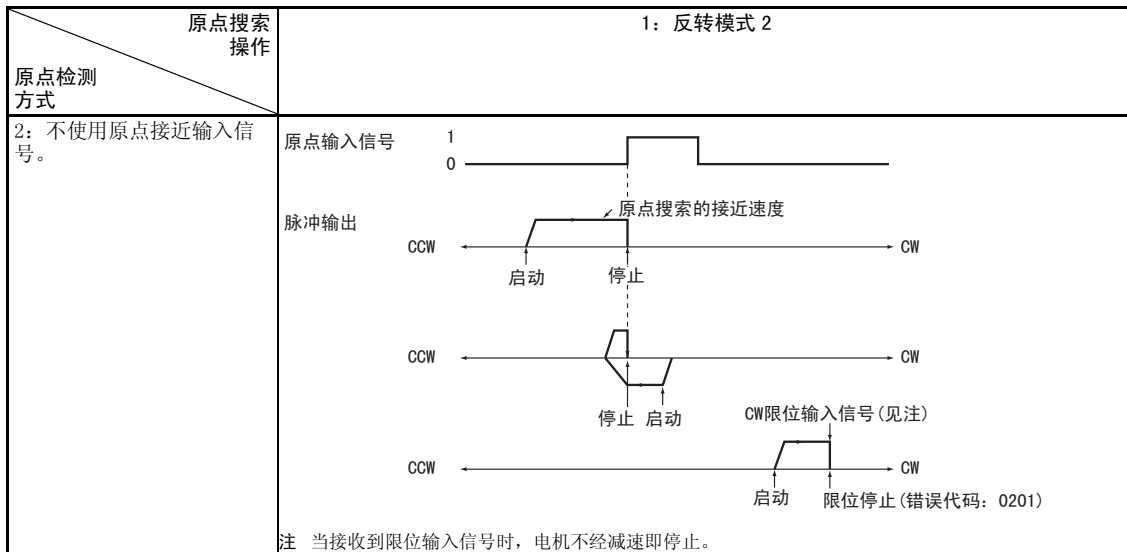 原点搜索
操作
原点检测
方式
1：反转模式 2
2：不使用原点接近输入信
号。
原点输入信号
1
0
脉冲输出
原点搜索的接近速度
CCW
CW
启动
停止
CCW
CW
停止
启动
CW限位输入信号(见注)
CCW
CW
启动
限位停止(错误代码：0201)
注 当接收到限位输入信号时，电机不经减速即停止。